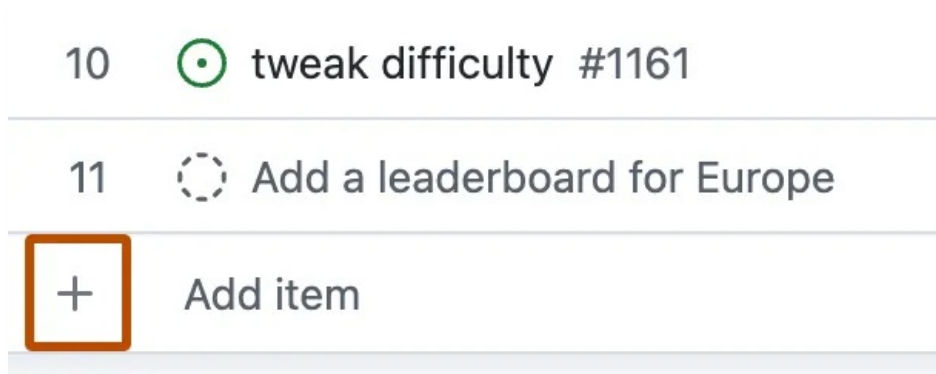 10 tweak difficulty #1161
11 Add a leaderboard for Europe
+ Add item